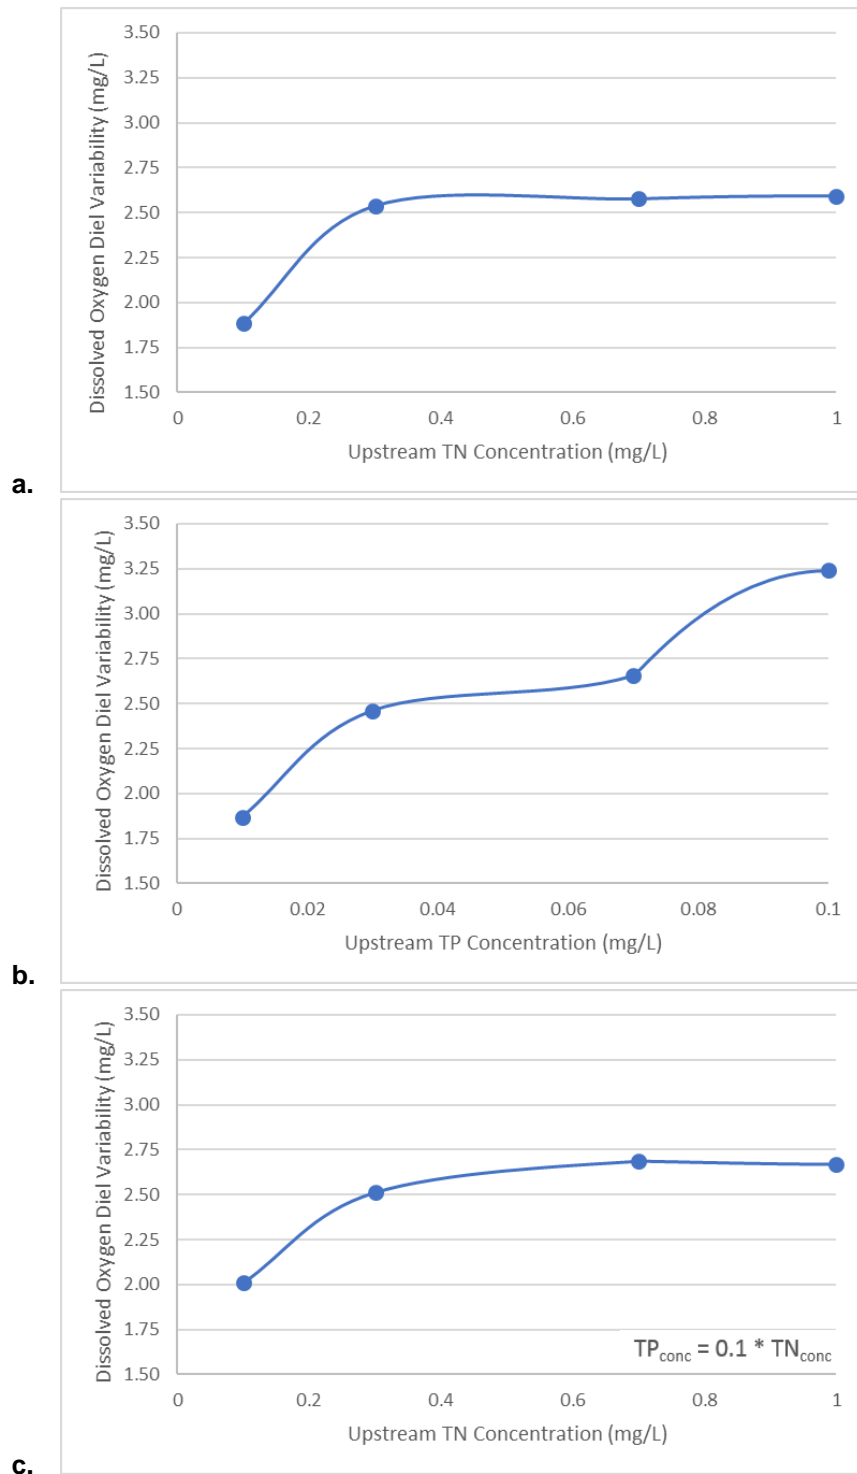 Dissolved Oxygen Diel Variability (mg/L)
3.50
3.25
3.00
2.75
2.50
2.25
2.00
1.75
1.50
0 0.2 0.4 0.6 0.8 1
Upstream TN Concentration (mg/L)
a.
Dissolved Oxygen Diel Variability (mg/L)
3.50
3.25
3.00
2.75
2.50
2.25
2.00
1.75
1.50
0 0.02 0.04 0.06 0.08 0.1
Upstream TP Concentration (mg/L)
b.
Dissolved Oxygen Diel Variability (mg/L)
3.50
3.25
3.00
2.75
2.50
2.25
2.00
1.75
1.50
TPconc = 0.1 * TNconc
0 0.2 0.4 0.6 0.8 1
Upstream TN Concentration (mg/L)
c.